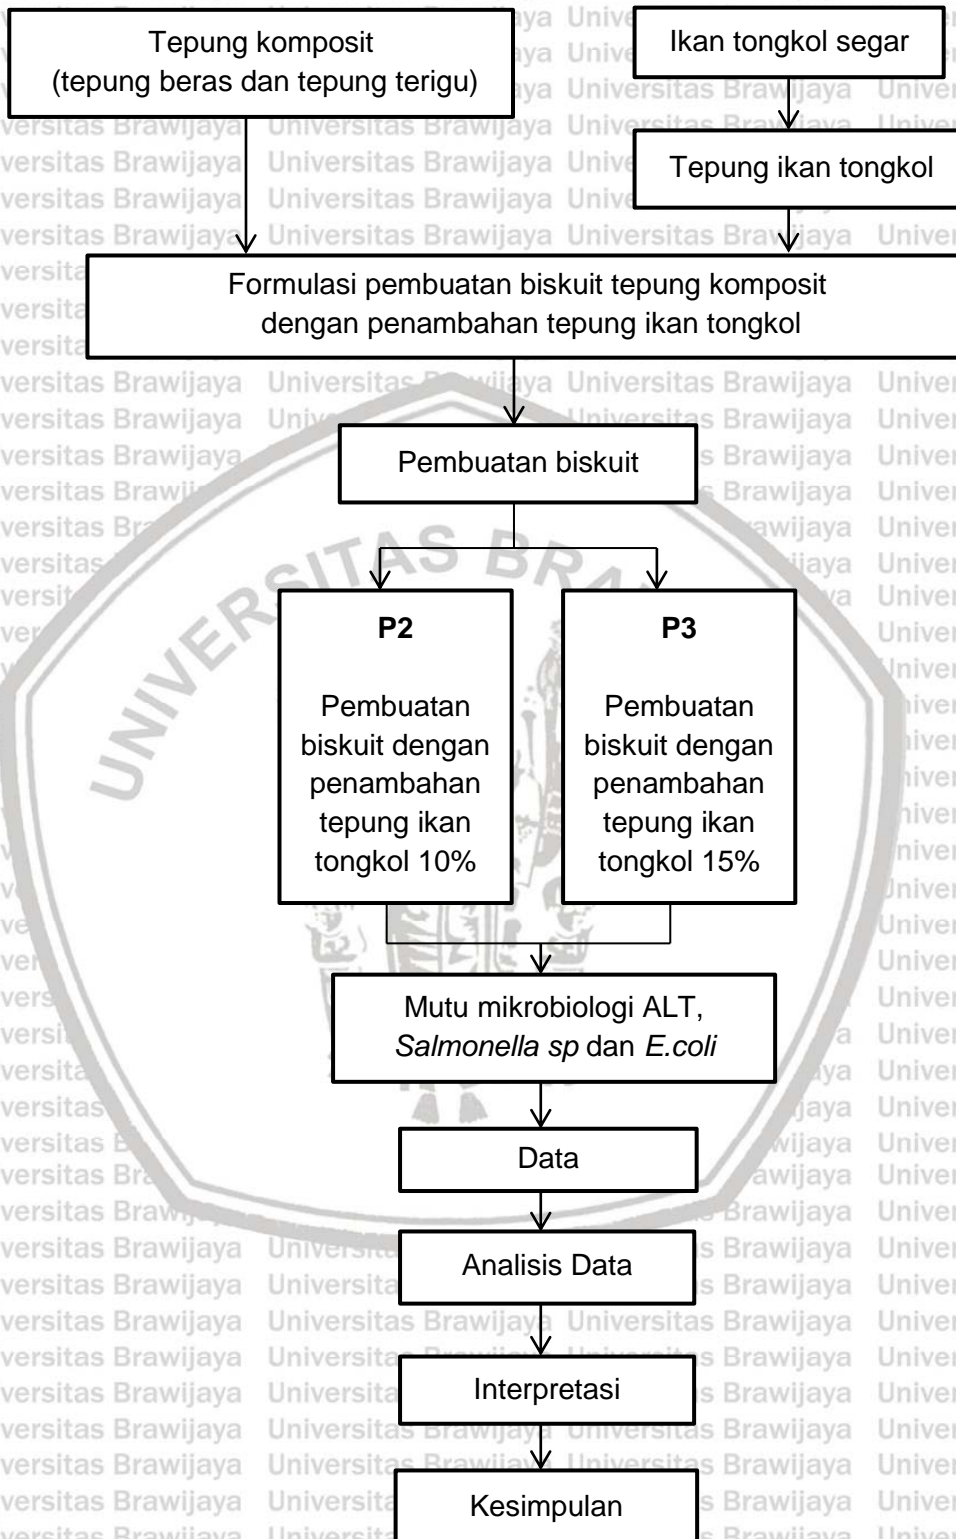 Tepung komposit
(tepung beras dan tepung terigu)
Ikan tongkol segar
Tepung ikan tongkol
Formulasi pembuatan biskuit tepung komposit
dengan penambahan tepung ikan tongkol
Pembuatan biskuit
P2
Pembuatan
biskuit dengan
penambahan
tepung ikan
tongkol 10%
P3
Pembuatan
biskuit dengan
penambahan
tepung ikan
tongkol 15%
Mutu mikrobiologi ALT,
Salmonella sp dan E.coli
Data
Analisis Data
Interpretasi
Kesimpulan